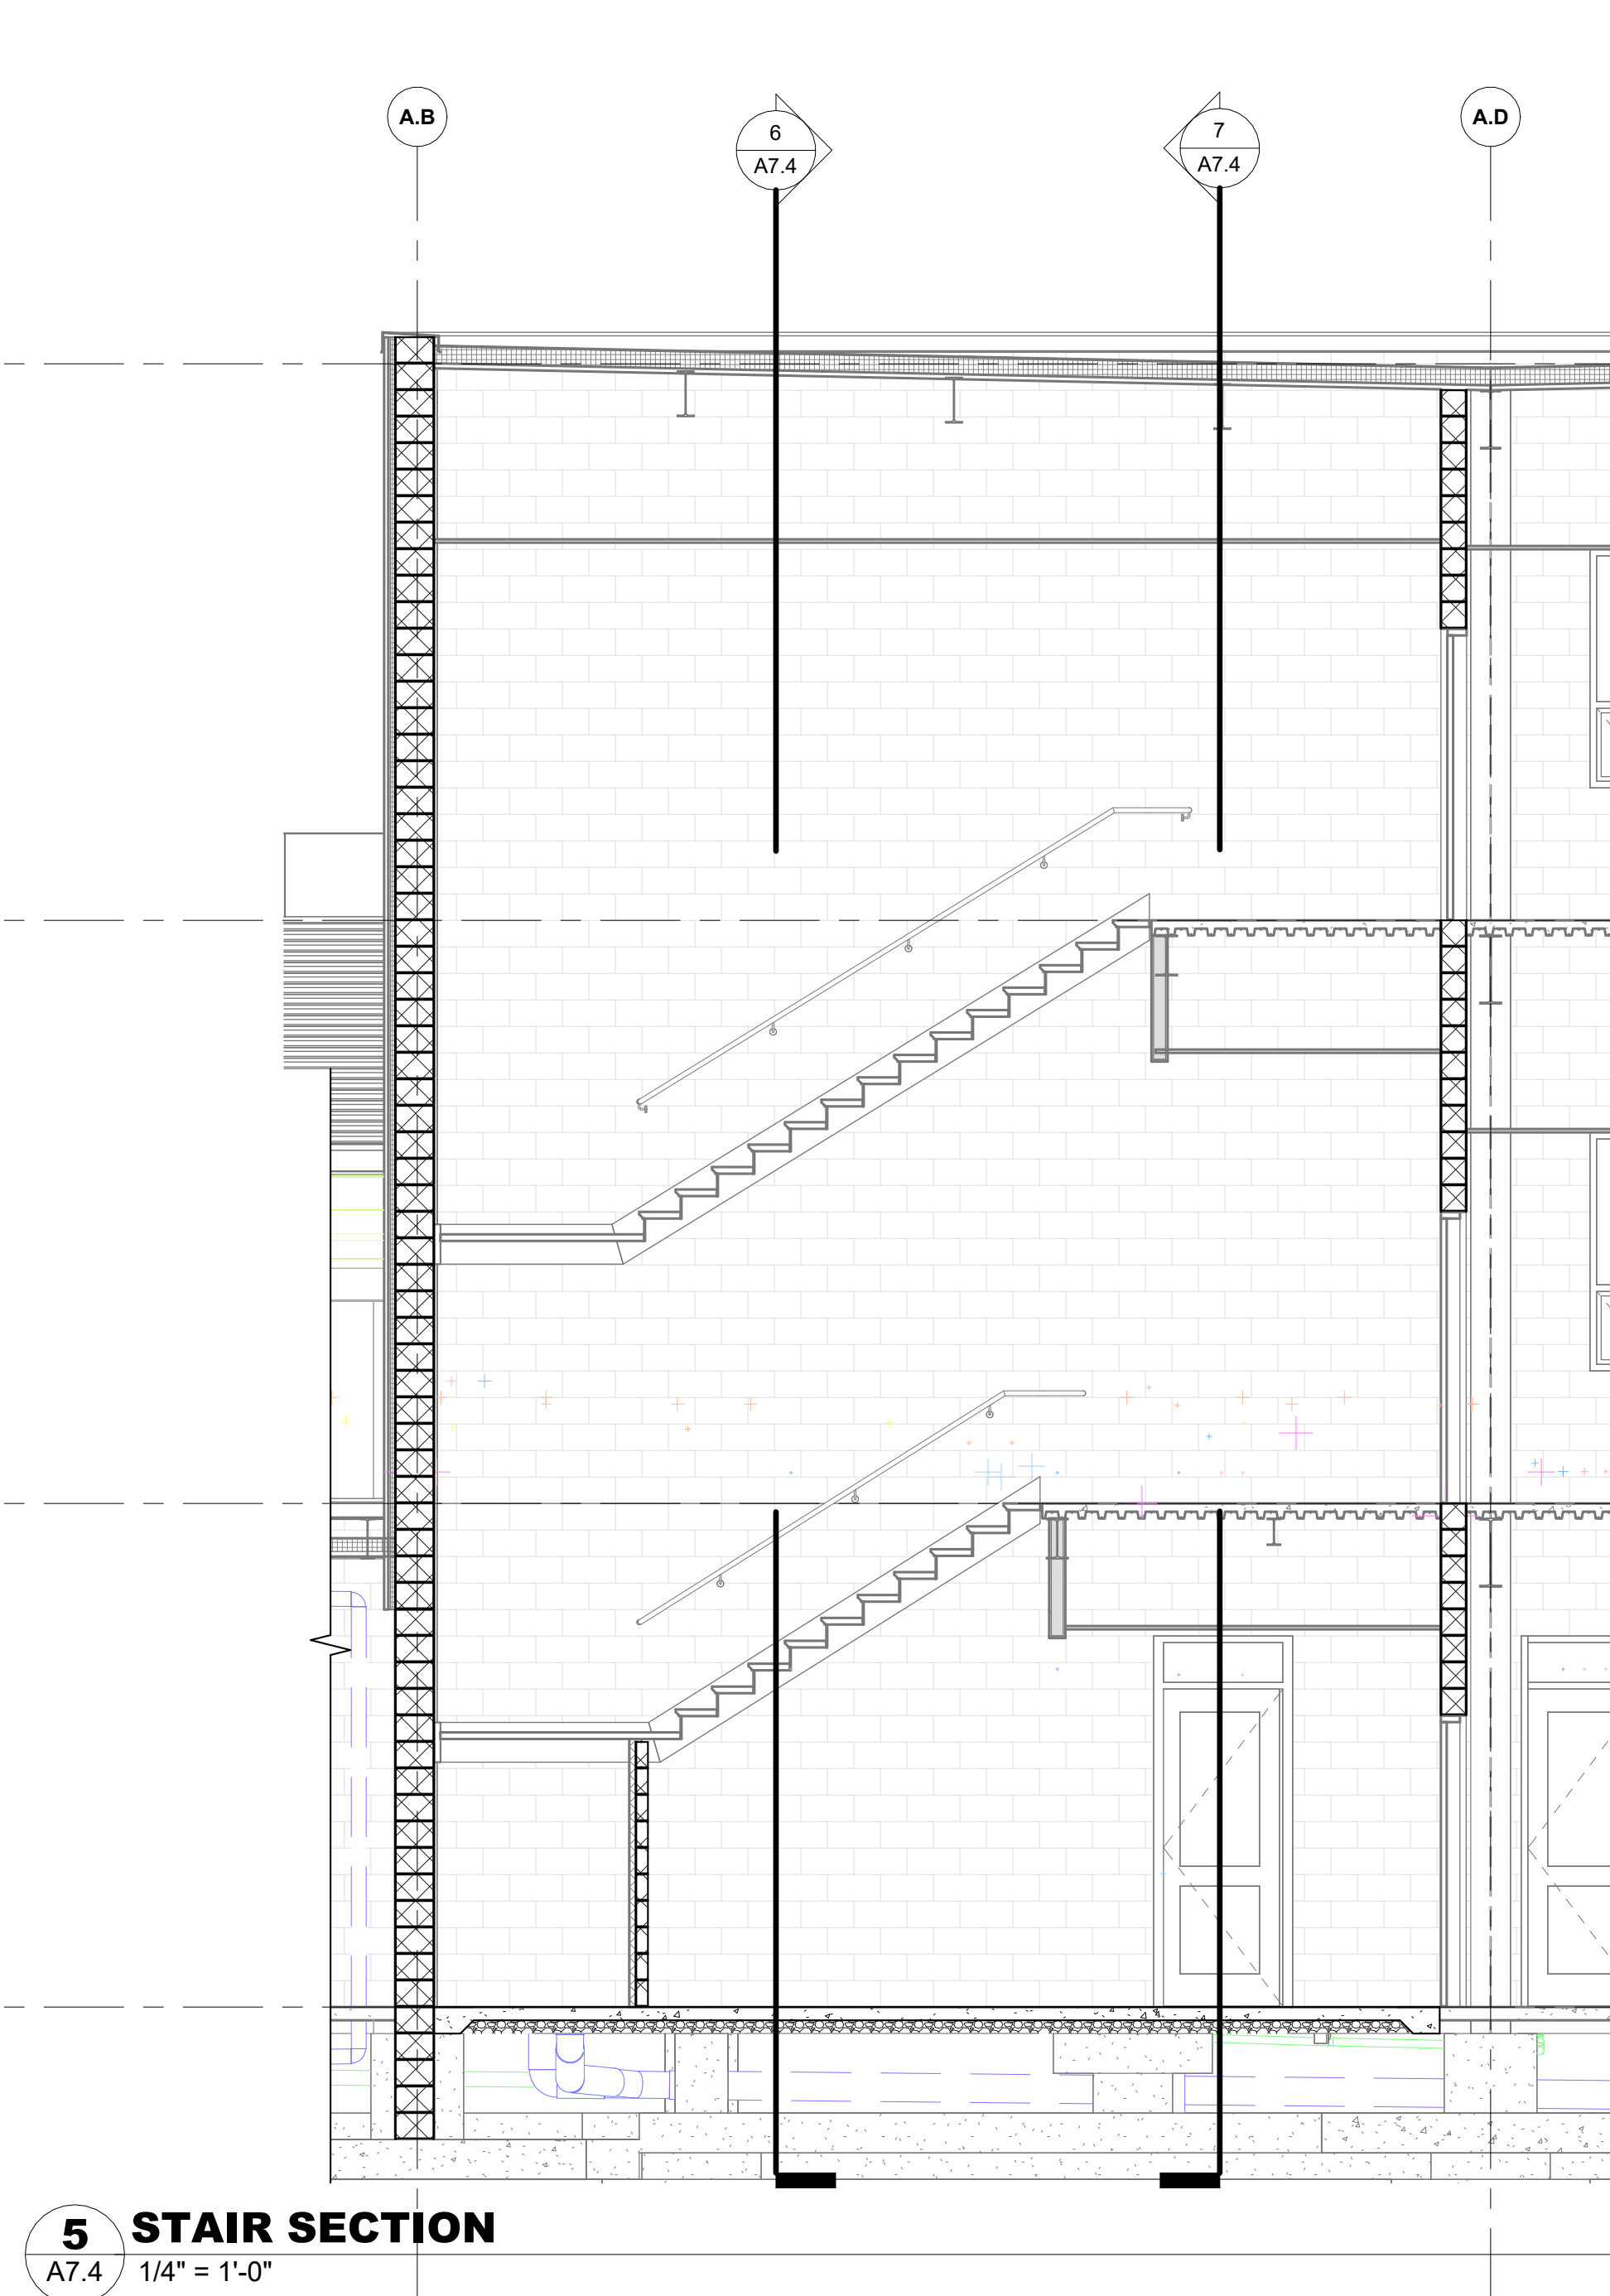 A.B
6
A7.4
7
A7.4
A.D
5
STAIR SECTION
A7.4
1/4" = 1'-0"